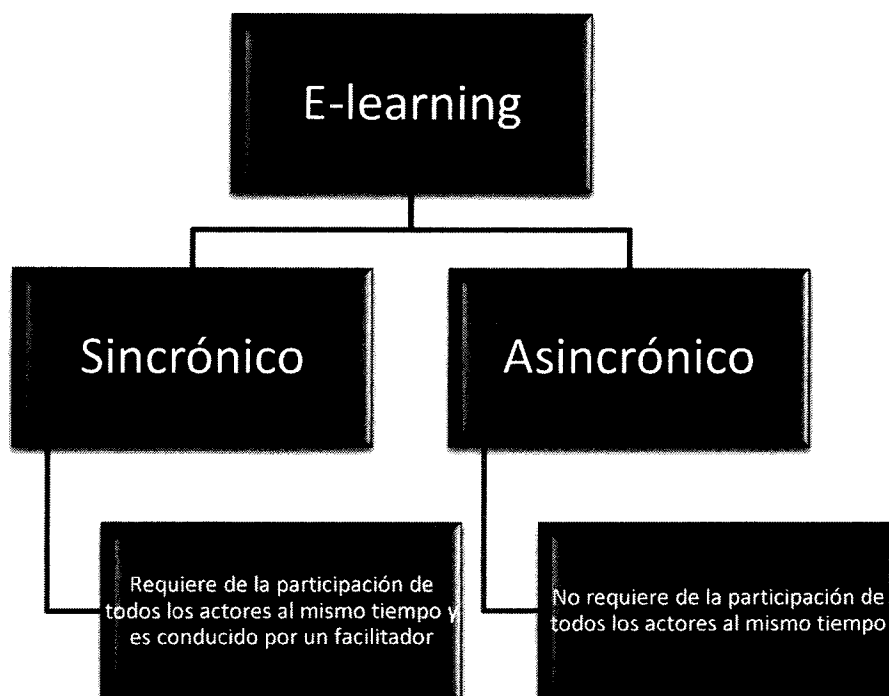 E-learning
Sincrónico
Asincrónico
Requiere de la participación de
todos los actores al mismo tiempo y
es conducido por un facilitador
No requiere de la participación de
todos los actores al mismo tiempo